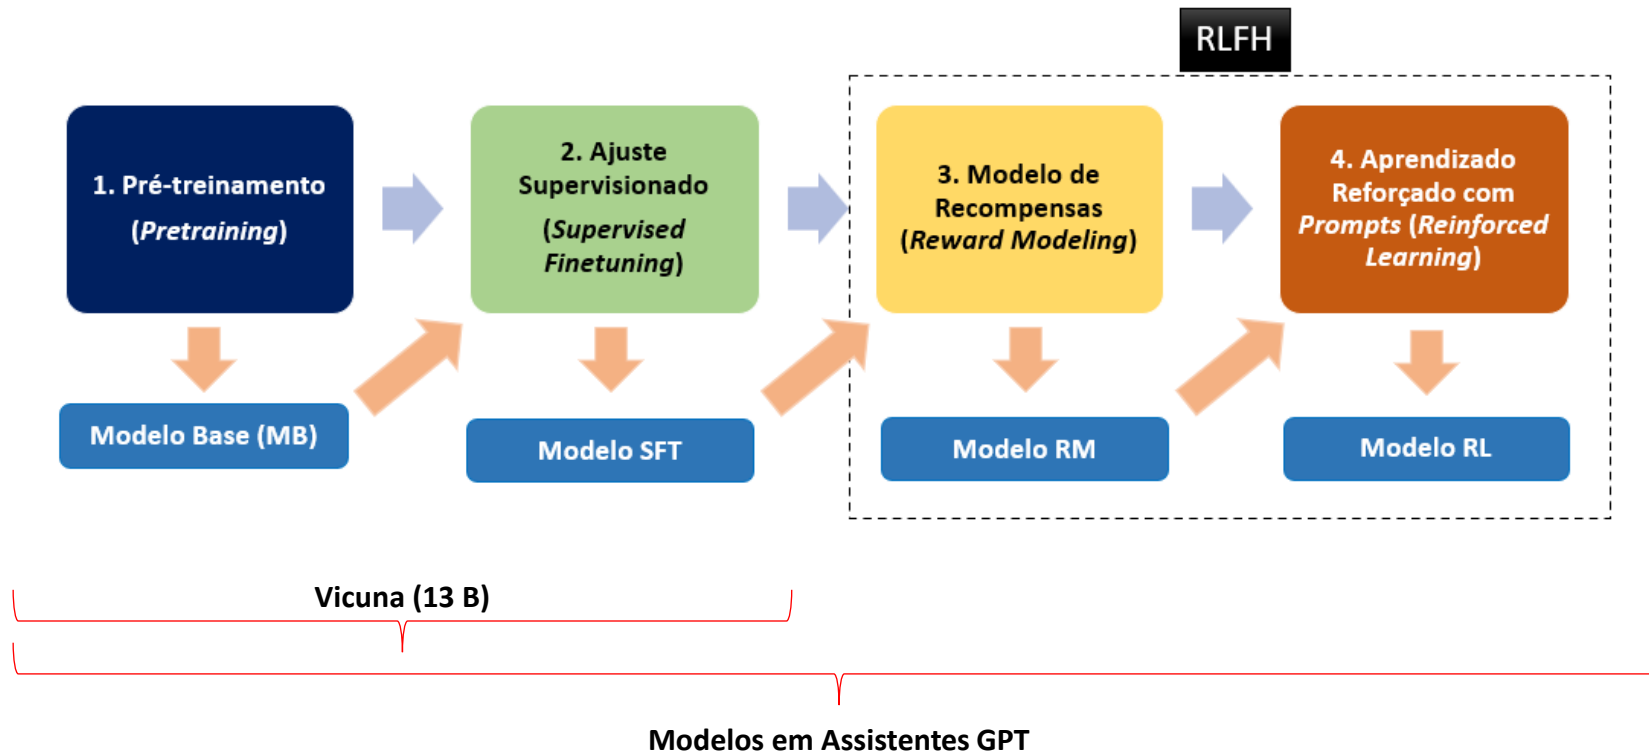 RLFH
1. Pré-treinamento
(Pretraining)
2. Ajuste
Supervisionado
(Supervised
Finetuning)
3. Modelo de
Recompensas
(Reward Modeling)
4. Aprendizado
Reforçado com
Prompts (Reinforced
Learning)
Modelo Base (MB)
Modelo SFT
Modelo RM
Modelo RL
Vicuna (13 B)
Modelos em Assistentes GPT